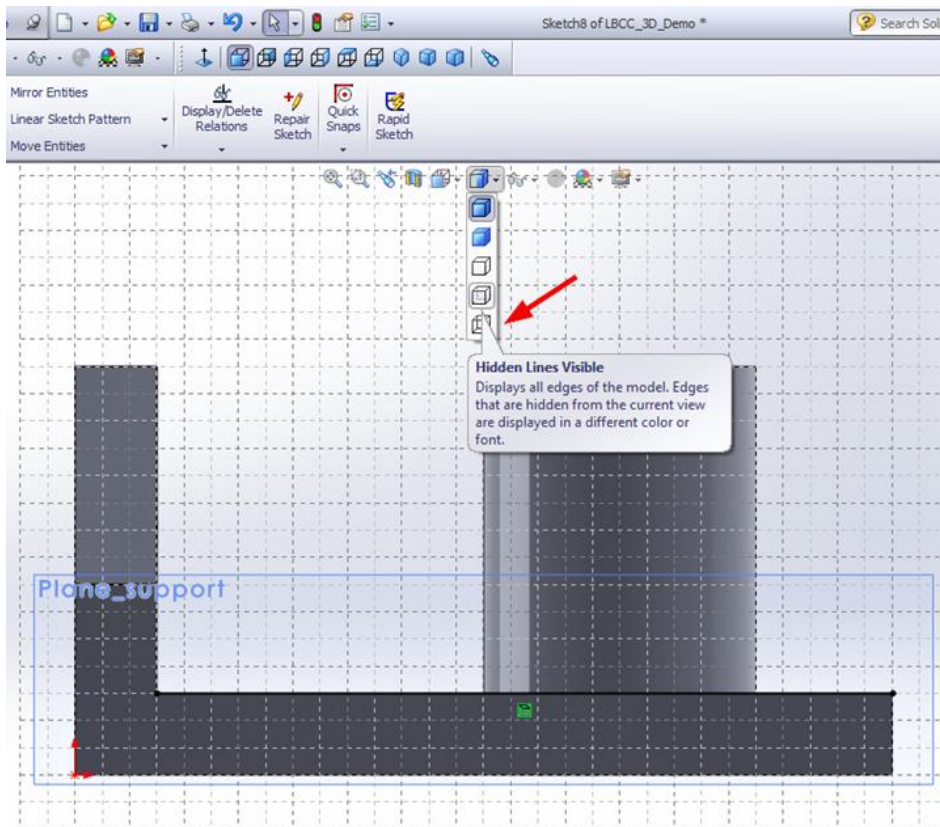 Sketch8 of LBCC_3D_Demo *
Search Sol
Mirror Entities
Linear Sketch Pattern
Move Entities
Display/Delete
Relations
Repair
Sketch
Quick
Snaps
Rapid
Sketch
Hidden Lines Visible
Displays all edges of the model. Edges
that are hidden from the current view
are displayed in a different color or
font.
Plane_support